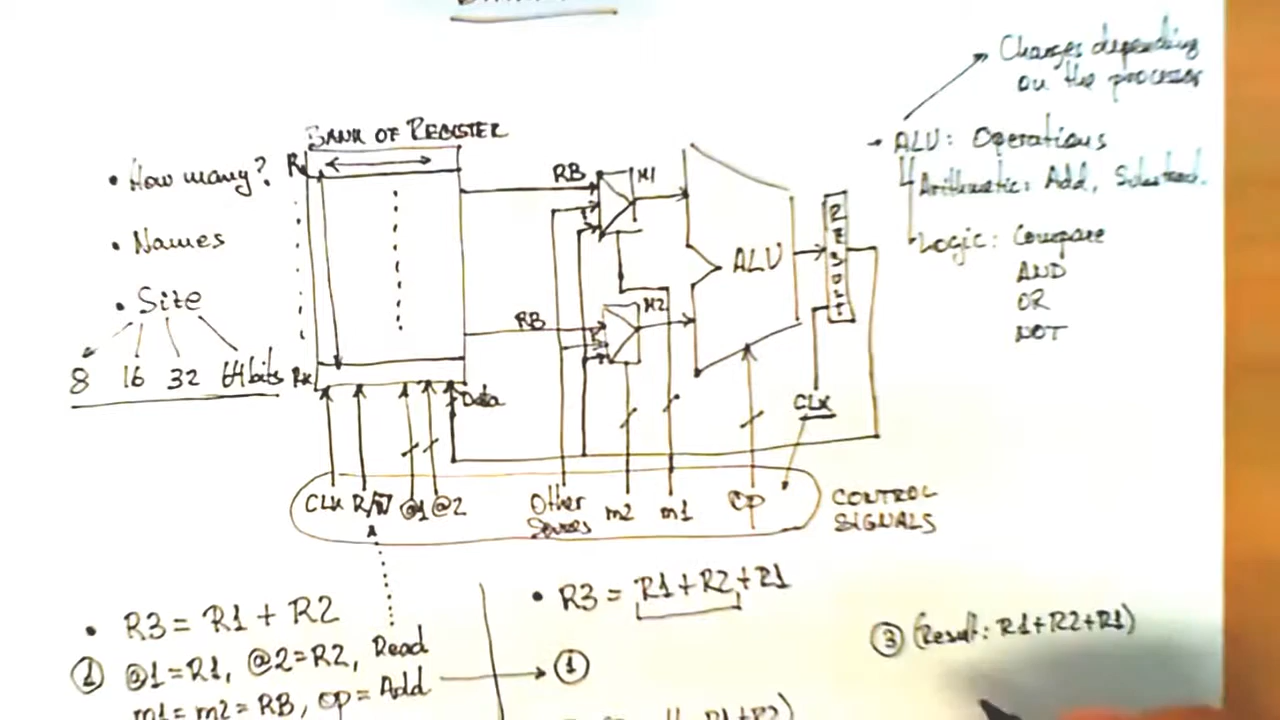 BANK OF REGISTER
• How many?
• Names
• Size
8 16 32 64 bits
RB M1
RB M2
ALU
RESULT
Data
CLK
CLK R/W @1 @2 Other Sources m2 m1 OP
CONTROL SIGNALS
Changes depending
on the processor
→ ALU: Operations
Arithmetic: Add, Substract.
Logic: Compare
AND
OR
NOT
• R3 = R1 + R2
① @1=R1, @2=R2, Read
m1=m2=RB, OP=Add
• R3 = R1+R2+R1
①
R1+R2)
③ (Result: R1+R2+R1)